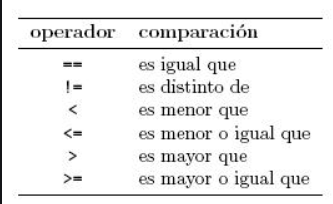 operador comparación
== es igual que
!= es distinto de
< es menor que
<= es menor o igual que
> es mayor que
>= es mayor o igual que